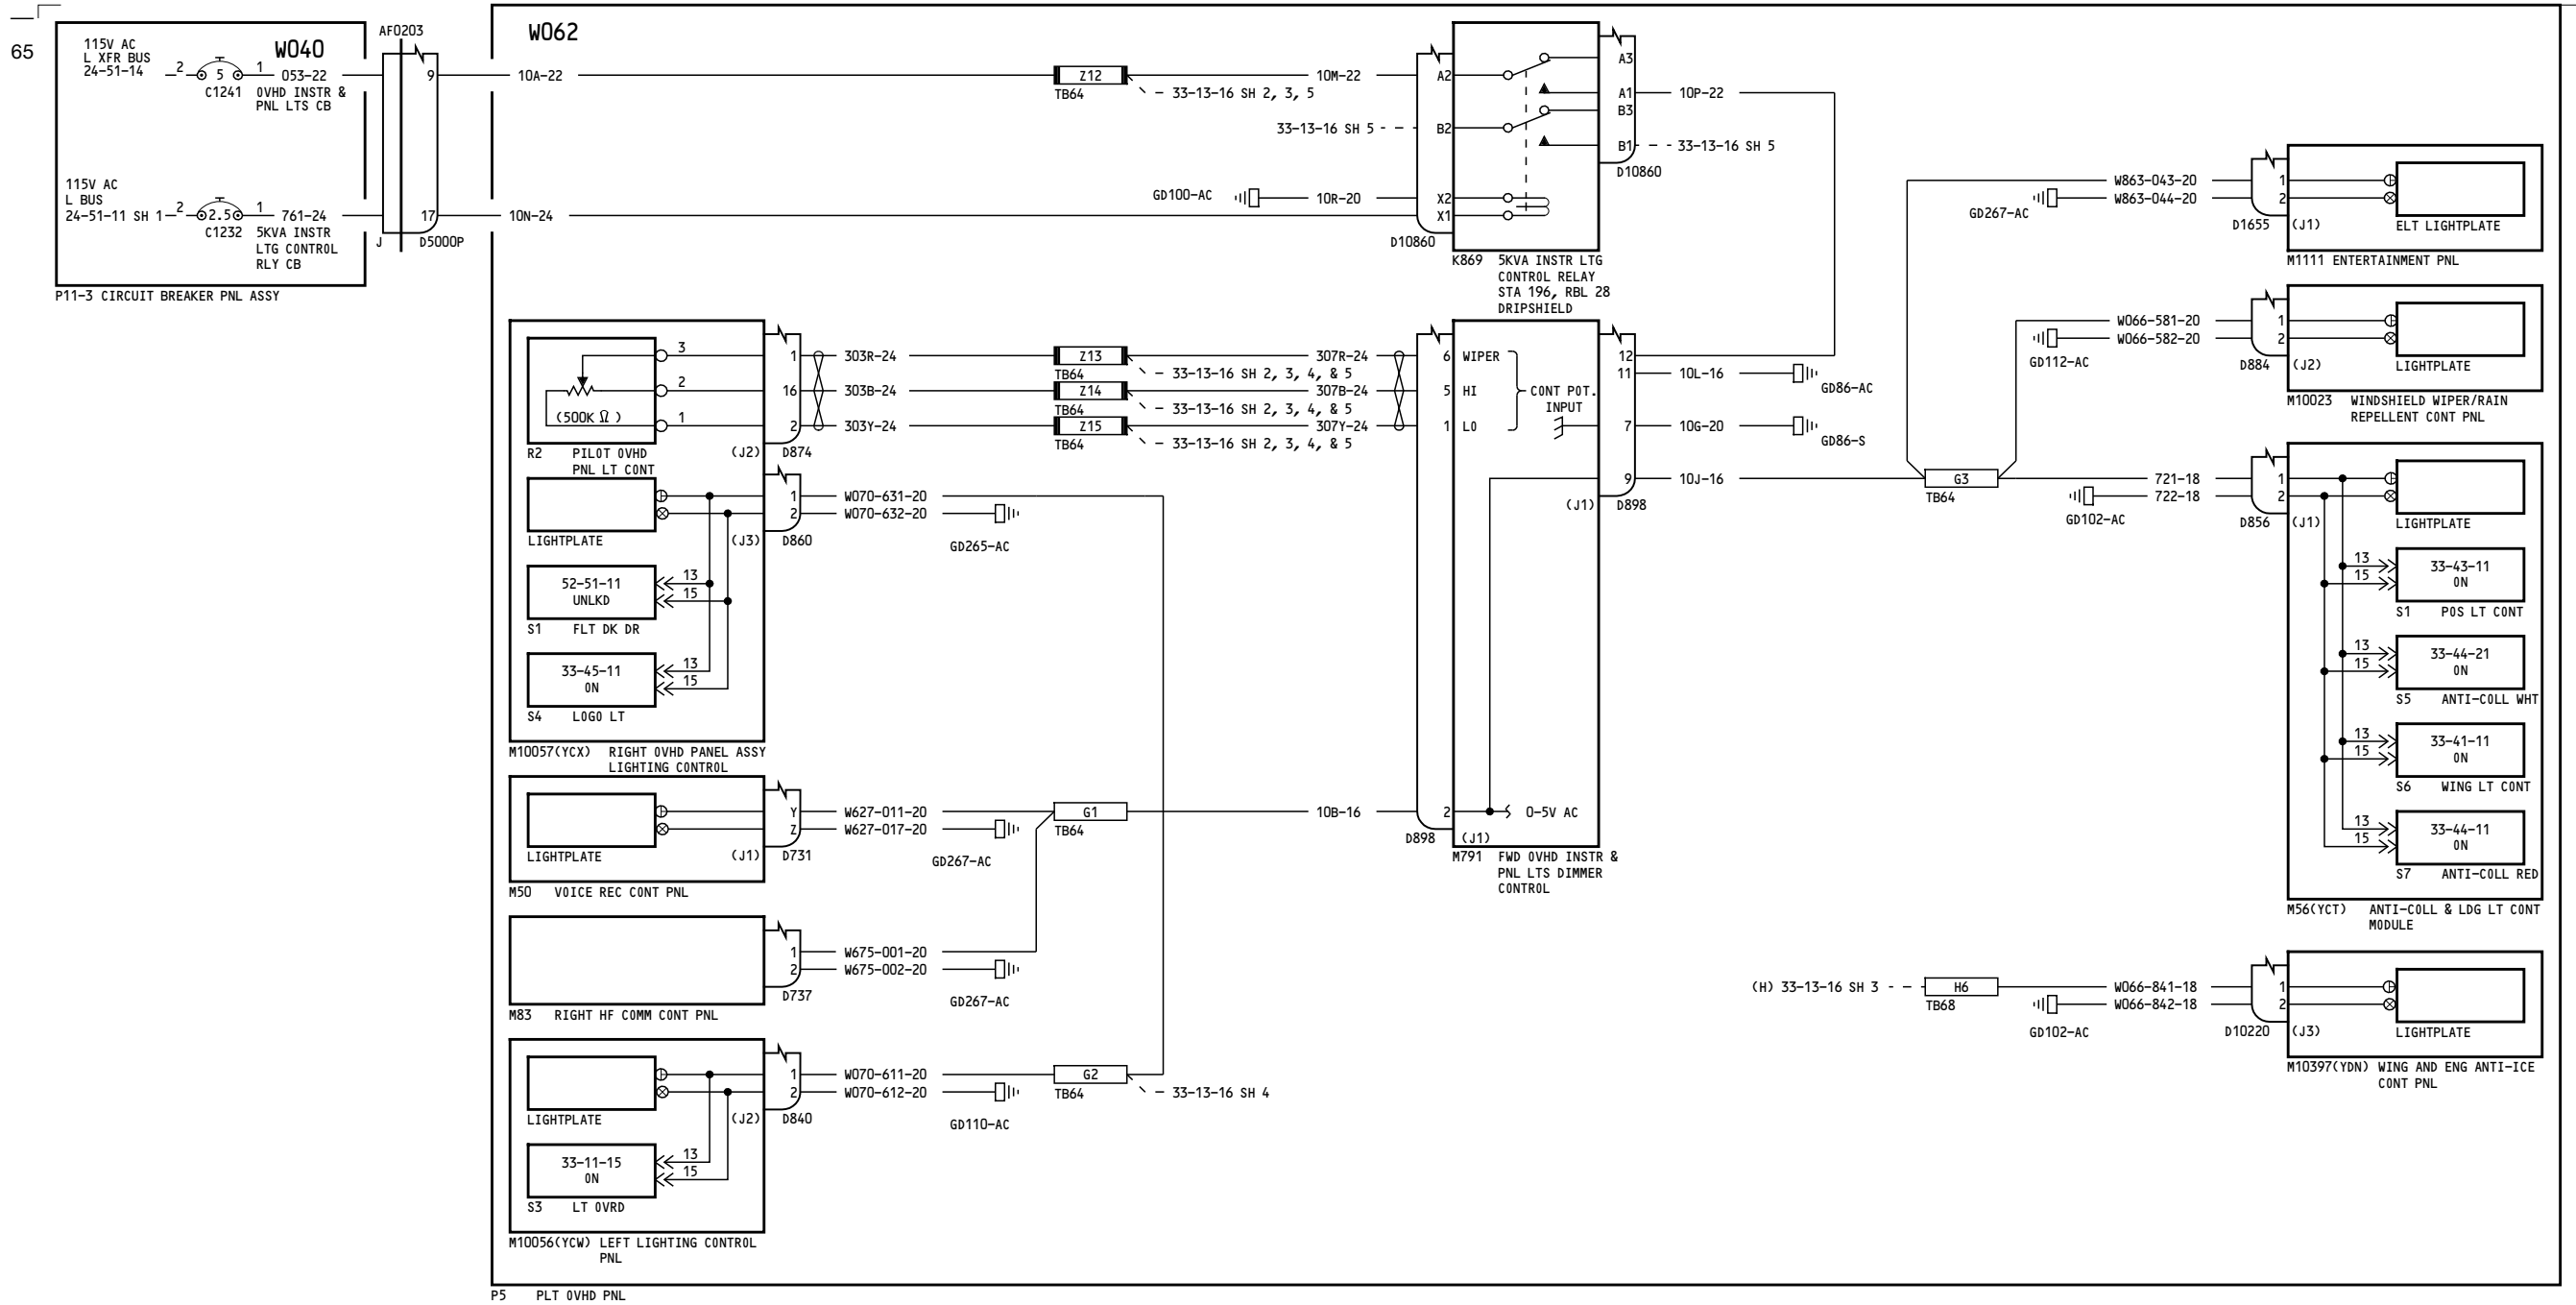 65
W040
115V AC
L XFR BUS
24-51-14
2
5
1
053-22
C1241
OVHD INSTR &
PNL LTS CB
115V AC
L BUS
24-51-11 SH 1
2
2.5
1
761-24
C1232
5KVA INSTR
LTG CONTROL
RLY CB
P11-3 CIRCUIT BREAKER PNL ASSY
AF0203
9
17
J
D5000P
W062
10A-22
Z12
TB64
33-13-16 SH 2, 3, 5
10M-22
33-13-16 SH 5
GD100-AC
10R-20
10N-24
A2
B2
X2
X1
D10860
A3
A1
B3
B1
D10860
10P-22
33-13-16 SH 5
K869 5KVA INSTR LTG
CONTROL RELAY
STA 196, RBL 28
DRIPSHIELD
3
2
1
(500K Ω)
R2 PILOT OVHD
PNL LT CONT
1
16
2
(J2) D874
303R-24
303B-24
303Y-24
Z13
TB64
33-13-16 SH 2, 3, 4, & 5
Z14
TB64
33-13-16 SH 2, 3, 4, & 5
Z15
TB64
33-13-16 SH 2, 3, 4, & 5
307R-24
307B-24
307Y-24
6 WIPER
5 HI
1 LO
CONT POT.
INPUT
12
11
7
9
(J1) D898
10L-16
GD86-AC
10G-20
GD86-S
10J-16
G3
TB64
LIGHTPLATE
1
2
(J3) D860
W070-631-20
W070-632-20
GD265-AC
52-51-11
UNLKD
13
15
S1 FLT DK DR
33-45-11
ON
13
15
S4 LOGO LT
M10057(YCX) RIGHT OVHD PANEL ASSY
LIGHTING CONTROL
LIGHTPLATE
Y
Z
(J1) D731
W627-011-20
W627-017-20
GD267-AC
G1
TB64
10B-16
2
0-5V AC
D898 (J1)
M791 FWD OVHD INSTR &
PNL LTS DIMMER
CONTROL
M50 VOICE REC CONT PNL
1
2
D737
W675-001-20
W675-002-20
GD267-AC
M83 RIGHT HF COMM CONT PNL
LIGHTPLATE
1
2
(J2) D840
W070-611-20
W070-612-20
GD110-AC
G2
TB64
33-13-16 SH 4
33-11-15
ON
13
15
S3 LT OVRD
M10056(YCW) LEFT LIGHTING CONTROL
PNL
W863-043-20
W863-044-20
GD267-AC
1
2
D1655 (J1)
ELT LIGHTPLATE
M1111 ENTERTAINMENT PNL
W066-581-20
W066-582-20
GD112-AC
1
2
D884 (J2)
LIGHTPLATE
M10023 WINDSHIELD WIPER/RAIN
REPELLENT CONT PNL
721-18
722-18
GD102-AC
1
2
D856 (J1)
LIGHTPLATE
13
15
33-43-11
ON
S1 POS LT CONT
13
15
33-44-21
ON
S5 ANTI-COLL WHT
13
15
33-41-11
ON
S6 WING LT CONT
13
15
33-44-11
ON
S7 ANTI-COLL RED
M56(YCT) ANTI-COLL & LDG LT CONT
MODULE
(H) 33-13-16 SH 3
H6
TB68
W066-841-18
W066-842-18
GD102-AC
1
2
D10220 (J3)
LIGHTPLATE
M10397(YDN) WING AND ENG ANTI-ICE
CONT PNL
P5 PLT OVHD PNL